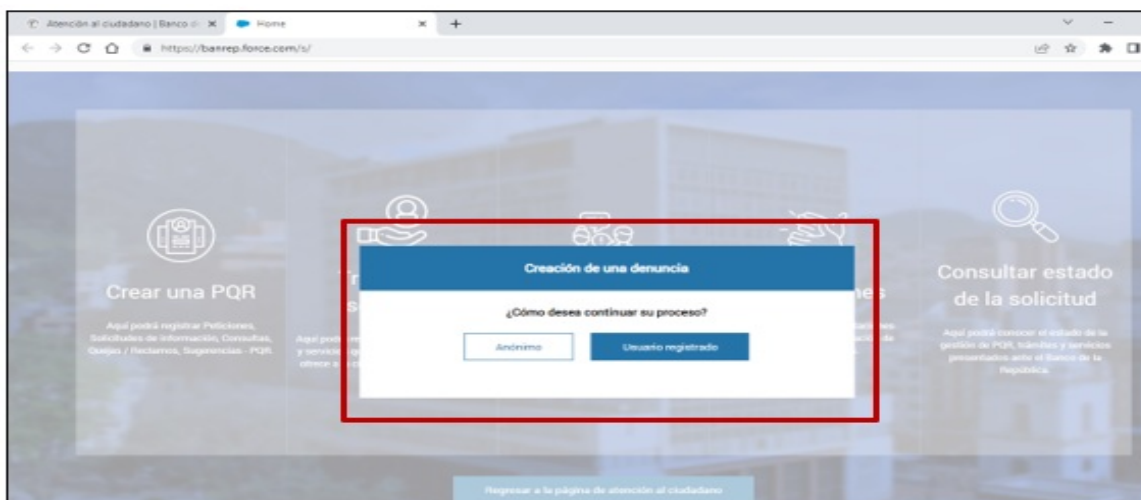 Atención al ciudadano | Banco d
Home
https://banrep.force.com/s/
Crear una PQR
Aquí podrá registrar Peticiones,
Solicitudes de Información, Consultas,
Quejas / Reclamos, Sugerencias - PQR
Creación de una denuncia
¿Cómo desea continuar su proceso?
Anónimo
Usuario registrado
Consultar estado
de la solicitud
Aquí podrá conocer el estado de la
gestión de PQR, trámites y servicios
presentados ante el Banco de la
República.
Regresar a la página de atención al ciudadano